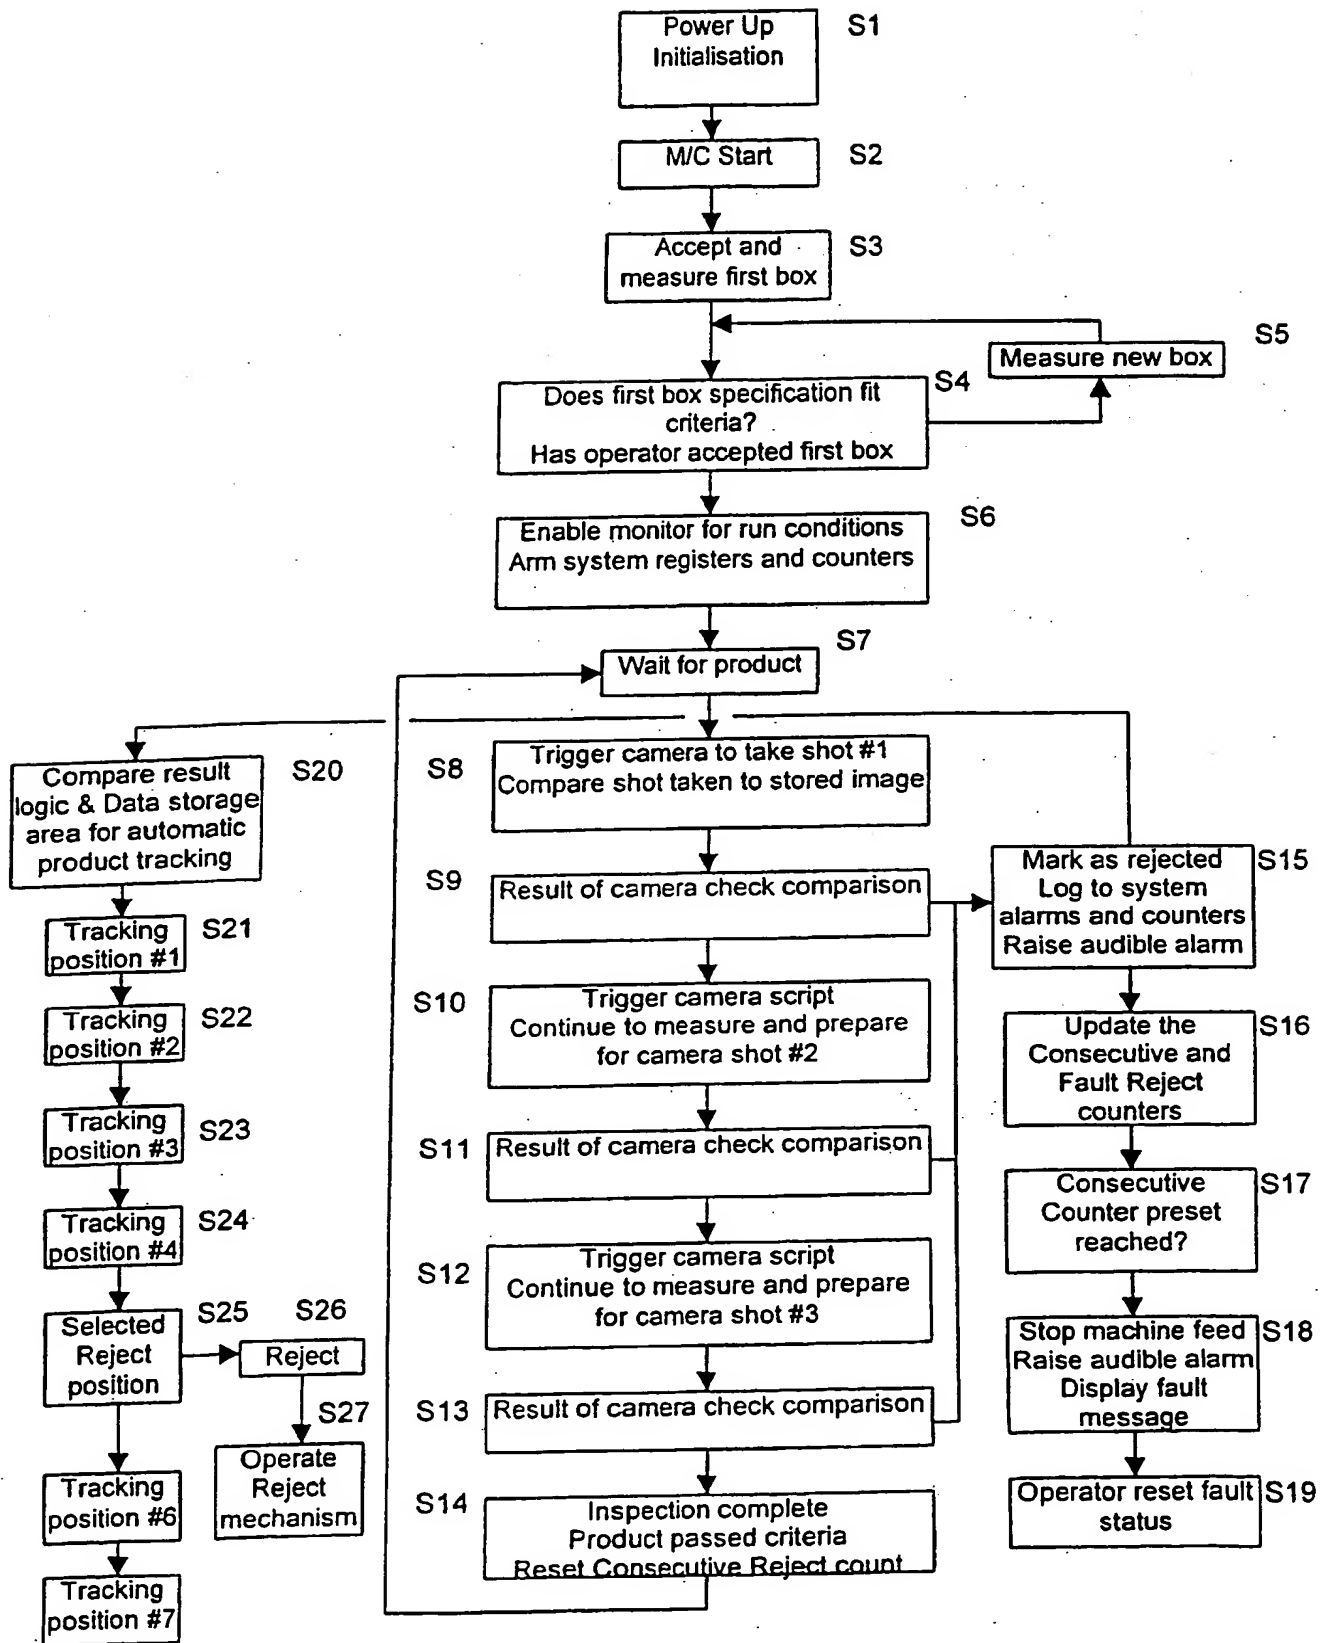 Power Up
Initialisation
S1
M/C Start
S2
Accept and
measure first box
S3
S5
Measure new box
S4
Does first box specification fit
criteria?
Has operator accepted first box
S6
Enable monitor for run conditions
Arm system registers and counters
S7
Wait for product
S20
Compare result
logic & Data storage
area for automatic
product tracking
S8
Trigger camera to take shot #1
Compare shot taken to stored image
S9
Result of camera check comparison
Mark as rejected
Log to system
alarms and counters
Raise audible alarm
S15
Tracking
position #1
S21
S10
Trigger camera script
Continue to measure and prepare
for camera shot #2
Update the
Consecutive and
Fault Reject
counters
S16
Tracking
position #2
S22
Tracking
position #3
S23
S11
Result of camera check comparison
Consecutive
Counter preset
reached?
S17
Tracking
position #4
S24
S12
Trigger camera script
Continue to measure and prepare
for camera shot #3
Selected
Reject
position
S25
S26
Reject
Stop machine feed
Raise audible alarm
Display fault
message
S18
S27
Operate
Reject
mechanism
S13
Result of camera check comparison
Tracking
position #6
S14
Inspection complete
Product passed criteria
Reset Consecutive Reject count
Operator reset fault
status
S19
Tracking
position #7